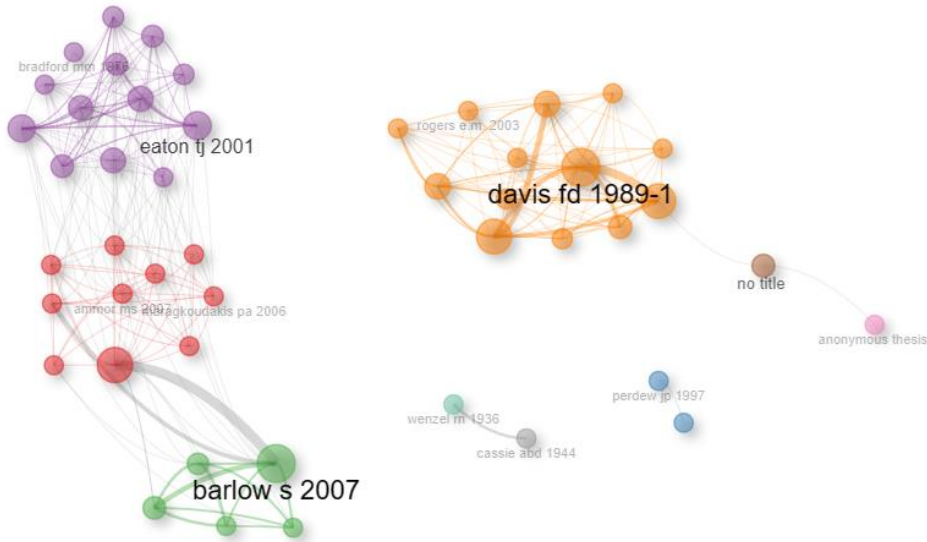 bradford mm 1976
eaton tj 2001
rogers e.m. 2003
davis fd 1989-1
no title
ammor ms 2007
maragkoudakis pa 2006
anonymous thesis
perdew jp 1997
wenzel rn 1936
cassie abd 1944
barlow s 2007